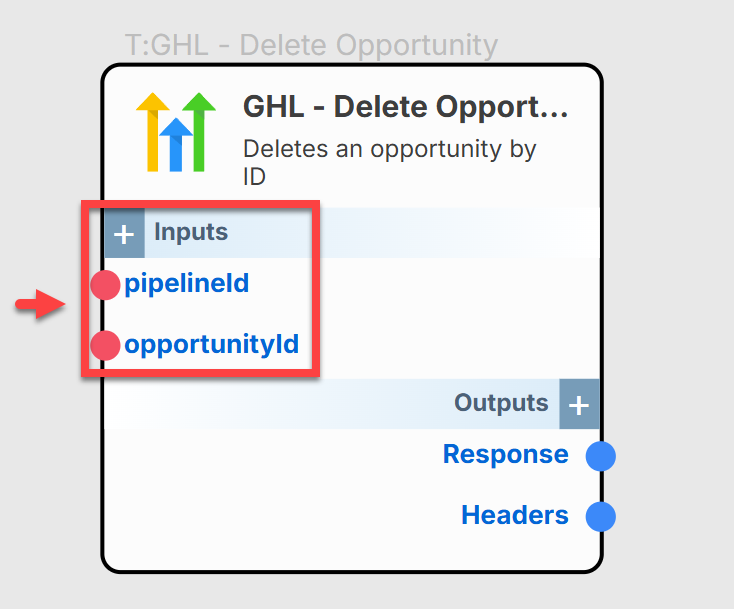 T:GHL - Delete Opportunity
GHL - Delete Opport...
Deletes an opportunity by
ID
+ Inputs
pipelineId
opportunityId
Outputs +
Response
Headers